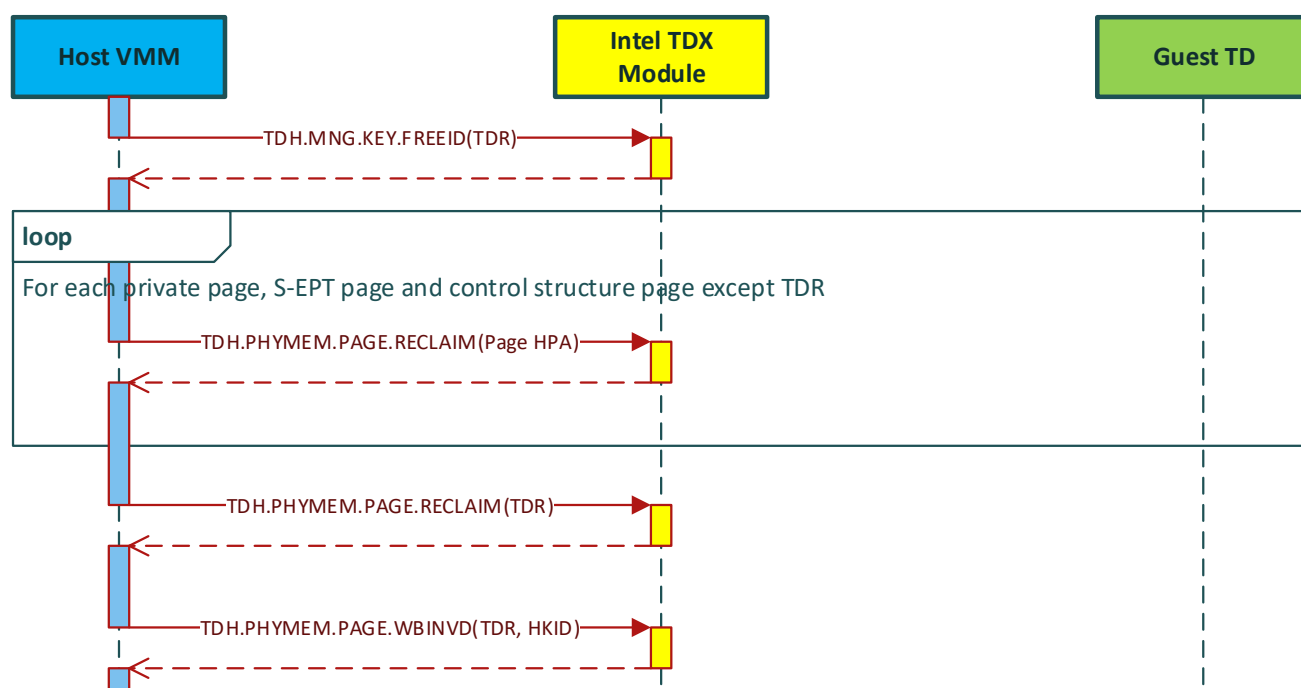 Host VMM
Intel TDX
Module
Guest TD
TDH.MNG.KEY.FREEID(TDR)
loop
For each private page, S-EPT page and control structure page except TDR
TDH.PHYMEM.PAGE.RECLAIM(Page HPA)
TDH.PHYMEM.PAGE.RECLAIM(TDR)
TDH.PHYMEM.PAGE.WBINVD(TDR, HKID)